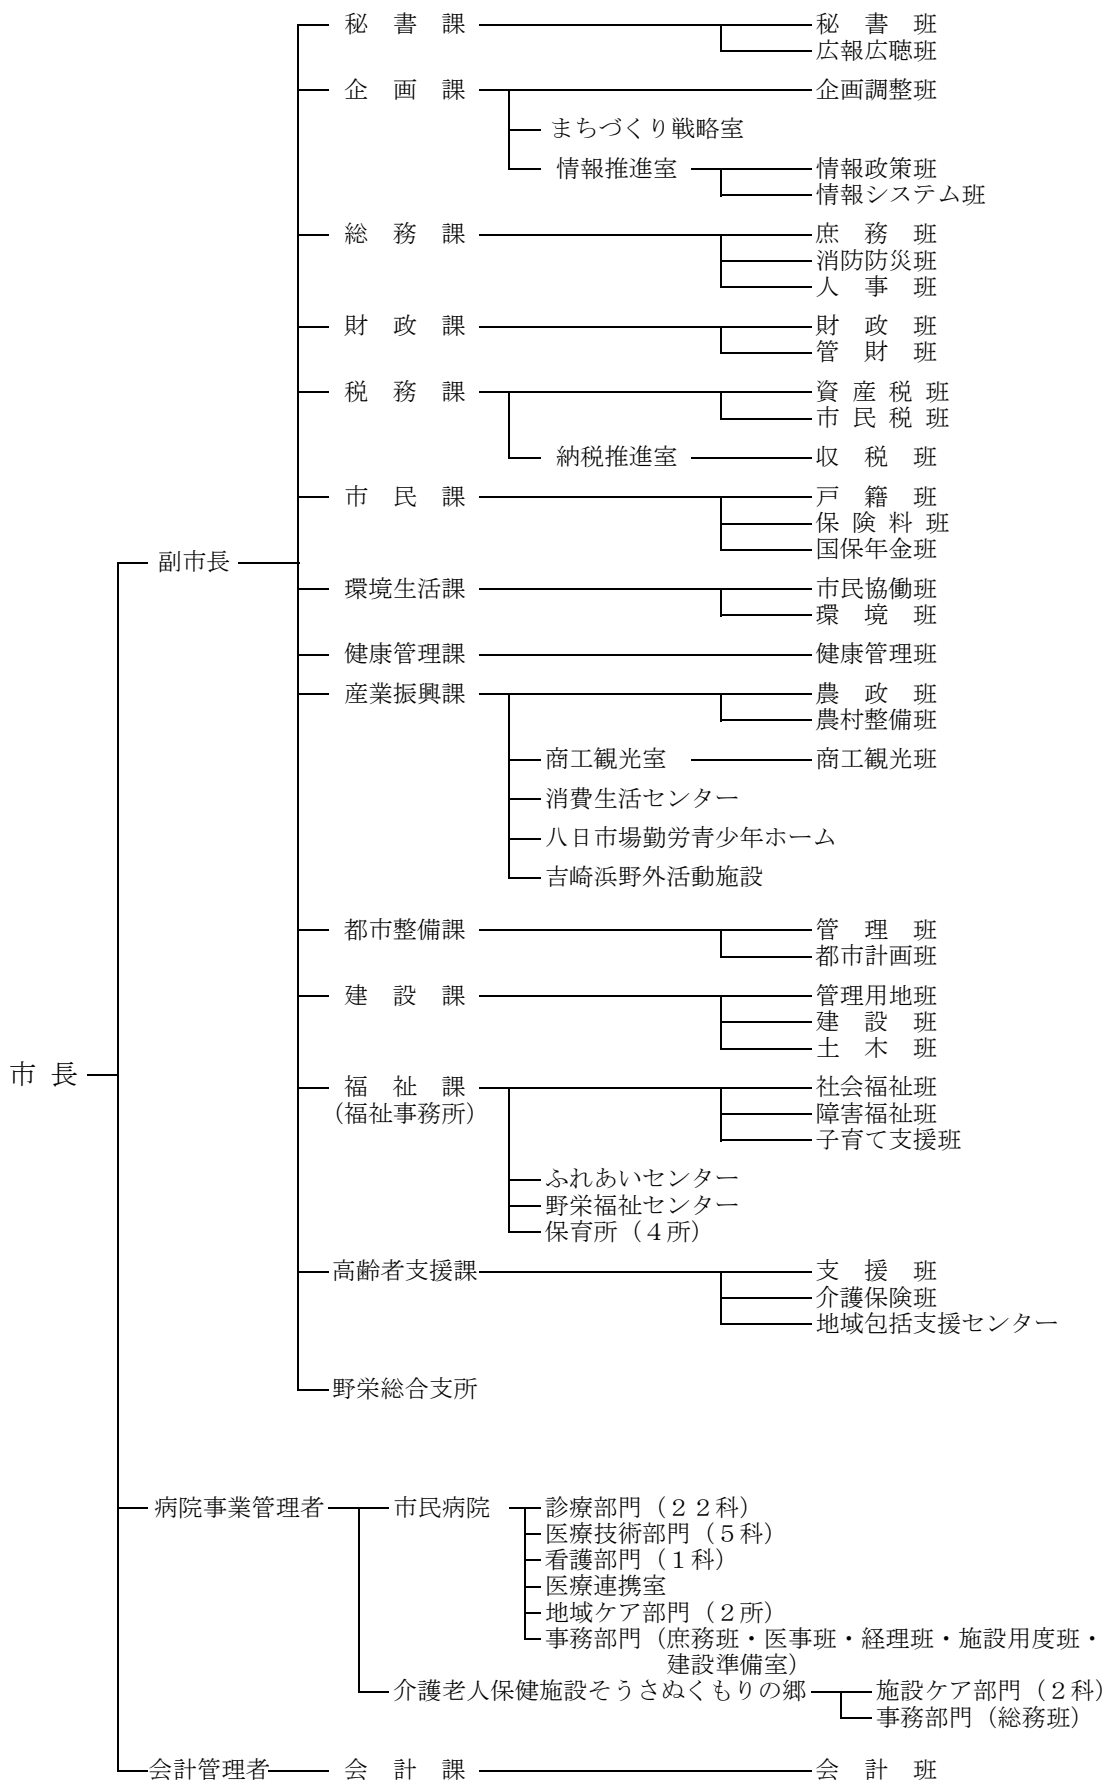 秘書課 秘書班
広報広聴班
企画課 企画調整班
まちづくり戦略室
情報推進室 情報政策班
情報システム班
総務課 庶務班
消防防災班
人事班
財政課 財政班
管財班
税務課 資産税班
市民税班
納税推進室 収税班
市民課 戸籍班
保険料班
国保年金班
副市長
環境生活課 市民協働班
環境班
健康管理課 健康管理班
産業振興課 農政班
農村整備班
商工観光室 商工観光班
消費生活センター
八日市場勤労青少年ホーム
吉崎浜野外活動施設
都市整備課 管理班
都市計画班
建設課 管理用地班
建設班
土木班
市長
福祉課 社会福祉班
(福祉事務所) 障害福祉班
子育て支援班
ふれあいセンター
野栄福祉センター
保育所(4所)
高齢者支援課 支援班
介護保険班
地域包括支援センター
野栄総合支所
病院事業管理者 市民病院 診療部門(22科)
医療技術部門(5科)
看護部門(1科)
医療連携室
地域ケア部門(2所)
事務部門(庶務班・医事班・経理班・施設用度班・
建設準備室)
介護老人保健施設そうさぬくもりの郷 施設ケア部門(2科)
事務部門(総務班)
会計管理者 会計課 会計班